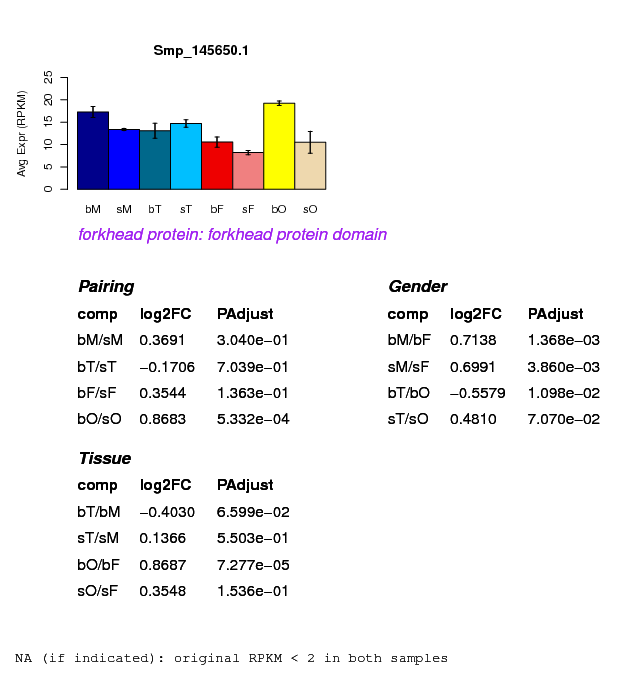 Smp_145650.1
Avg Expr (RPKM)
25
20
15
10
5
0
bM sM bT sT bF sF bO sO
forkhead protein: forkhead protein domain
Pairing
comp log2FC PAdjust
bM/sM 0.3691 3.040e−01
bT/sT −0.1706 7.039e−01
bF/sF 0.3544 1.363e−01
bO/sO 0.8683 5.332e−04
Gender
comp log2FC PAdjust
bM/bF 0.7138 1.368e−03
sM/sF 0.6991 3.860e−03
bT/bO −0.5579 1.098e−02
sT/sO 0.4810 7.070e−02
Tissue
comp log2FC PAdjust
bT/bM −0.4030 6.599e−02
sT/sM 0.1366 5.503e−01
bO/bF 0.8687 7.277e−05
sO/sF 0.3548 1.536e−01
NA (if indicated): original RPKM < 2 in both samples